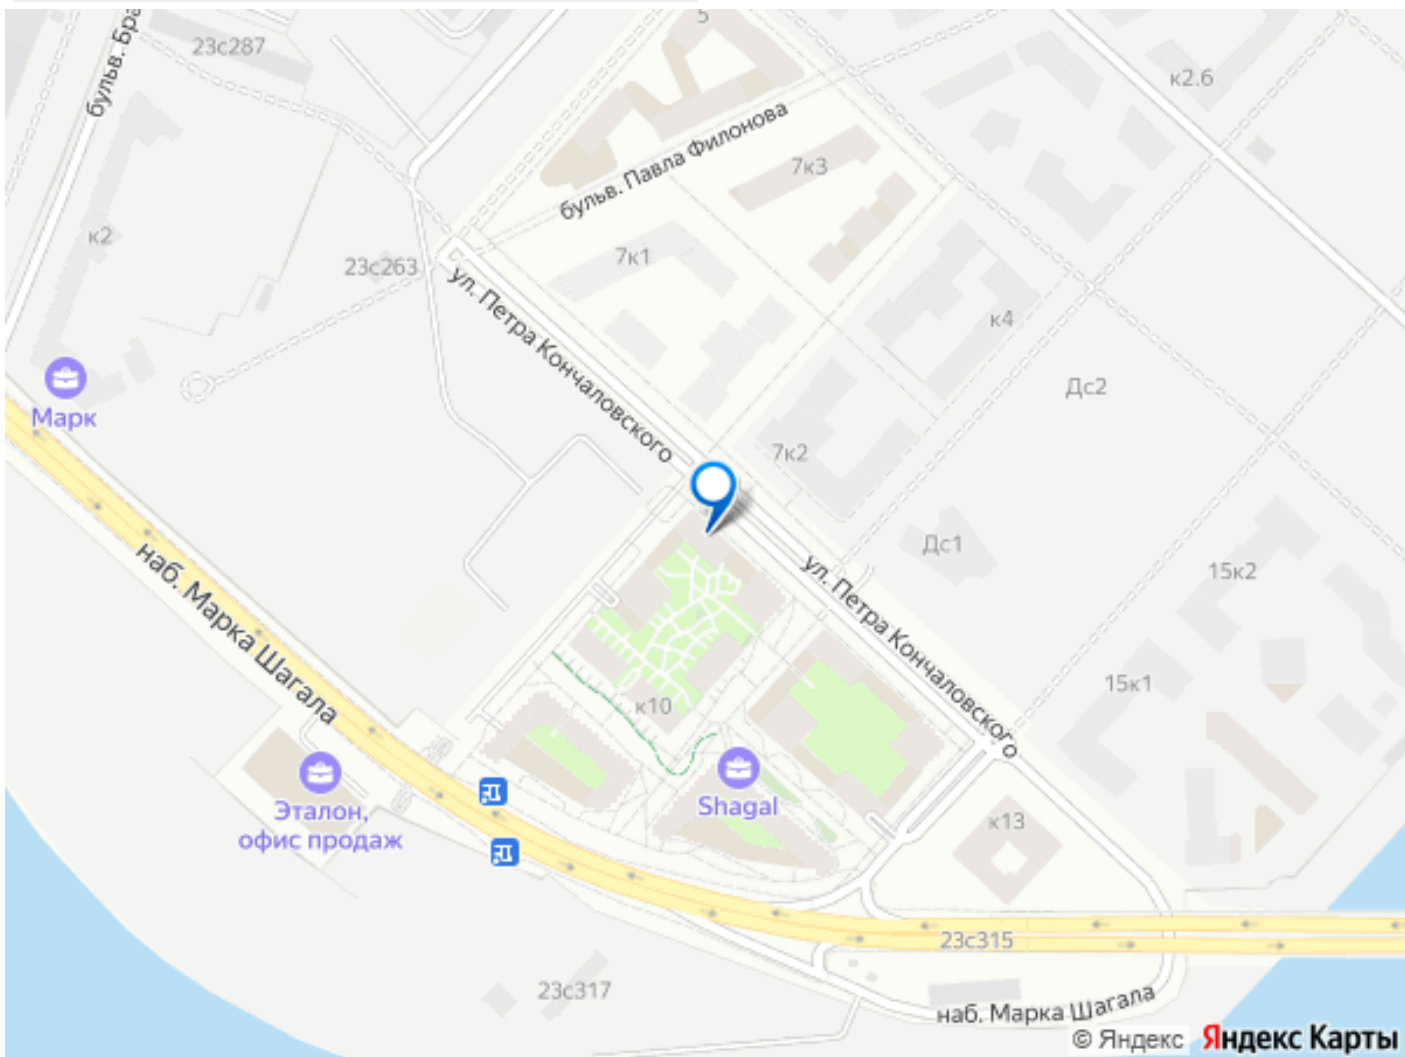 5
23с287
бульв. Бра
к2.6
бульв. Павла Филонова
7к3
к2
23с263
7к1
ул. Петра Кончаловского
к4
Дс2
Марк
7к2
Дс1
15к2
ул. Петра Кончаловского
наб. Марка Шагала
15к1
к10
Shagal
Эталон,
офис продаж
к13
23с315
23с317
наб. Марка Шагала
© Яндекс Яндекс Карты